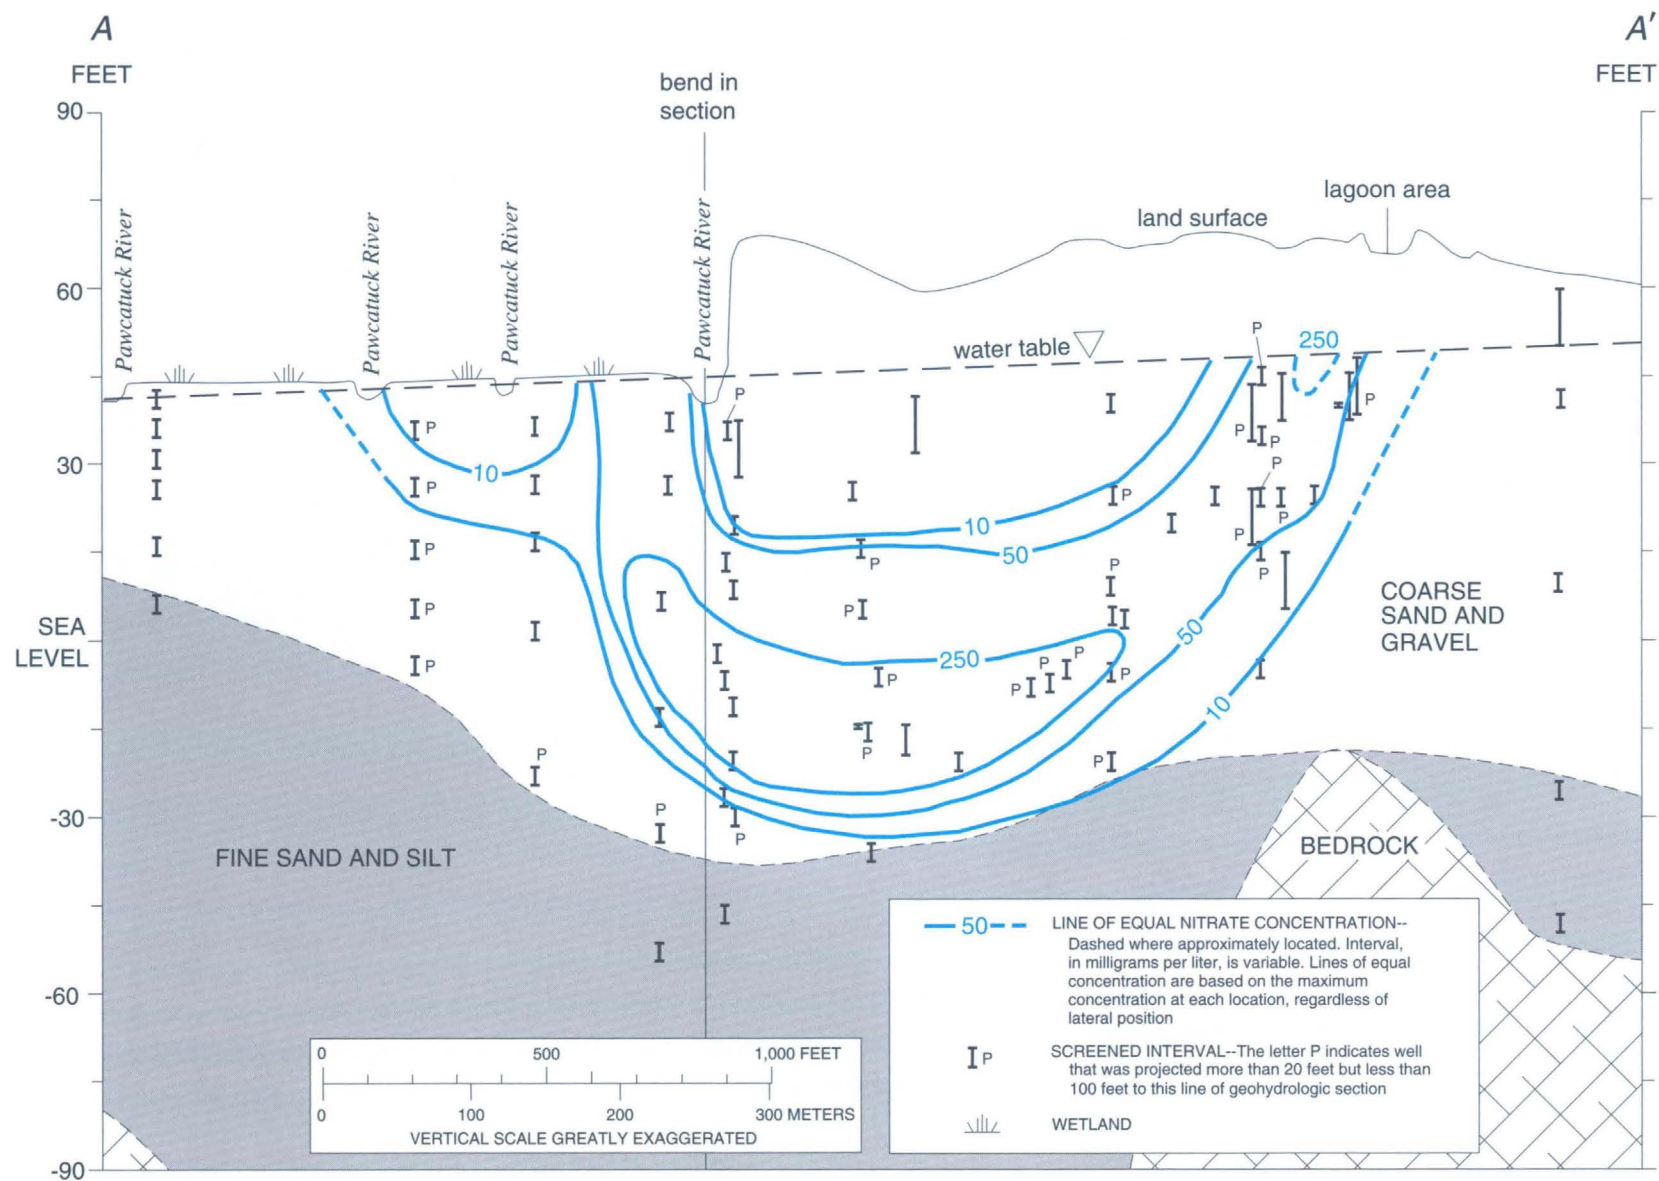 A
A′
FEET
FEET
bend in
section
90
60
30
SEA
LEVEL
-30
-60
-90
Pawcatuck River
Pawcatuck River
Pawcatuck River
Pawcatuck River
lagoon area
land surface
water table
250
P
P
P
P
P
P
P
P
P
10
P
P
10
50
P
P
P
P
P
P
250
P
P
P
P
P
50
10
P
P
P
P
P
P
COARSE
SAND AND
GRAVEL
FINE SAND AND SILT
BEDROCK
50
LINE OF EQUAL NITRATE CONCENTRATION--
Dashed where approximately located. Interval,
in milligrams per liter, is variable. Lines of equal
concentration are based on the maximum
concentration at each location, regardless of
lateral position
P
SCREENED INTERVAL--The letter P indicates well
that was projected more than 20 feet but less than
100 feet to this line of geohydrologic section
WETLAND
0 500 1,000 FEET
0 100 200 300 METERS
VERTICAL SCALE GREATLY EXAGGERATED